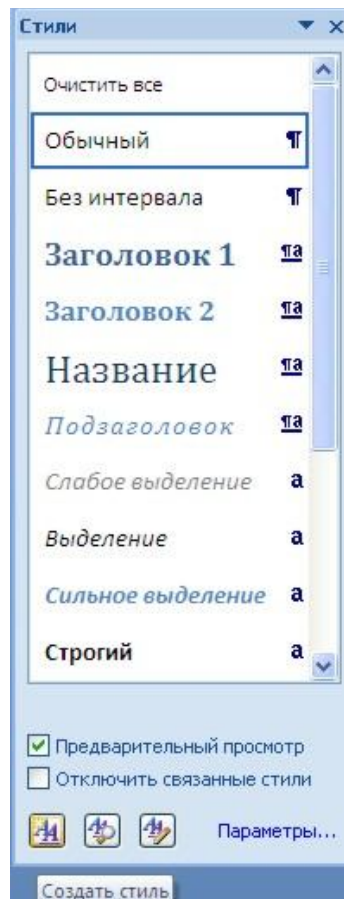 Стили
Очистить все
Обычный ¶
Без интервала ¶
Заголовок 1 ¶a
Заголовок 2 ¶a
Название ¶a
Подзаголовок ¶a
Слабое выделение a
Выделение a
Сильное выделение a
Строгий a
Предварительный просмотр
Отключить связанные стили
Параметры...
Создать стиль